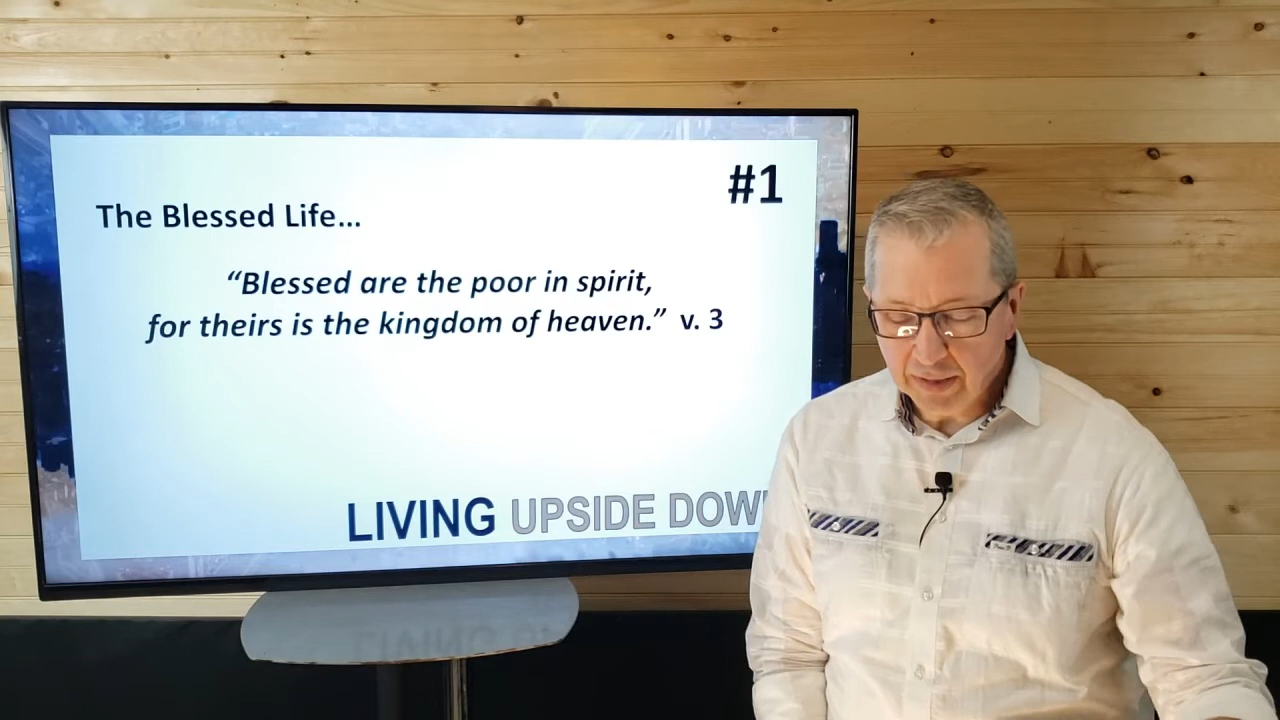 #1
The Blessed Life...
“Blessed are the poor in spirit,
for theirs is the kingdom of heaven.” v. 3
LIVING UPSIDE